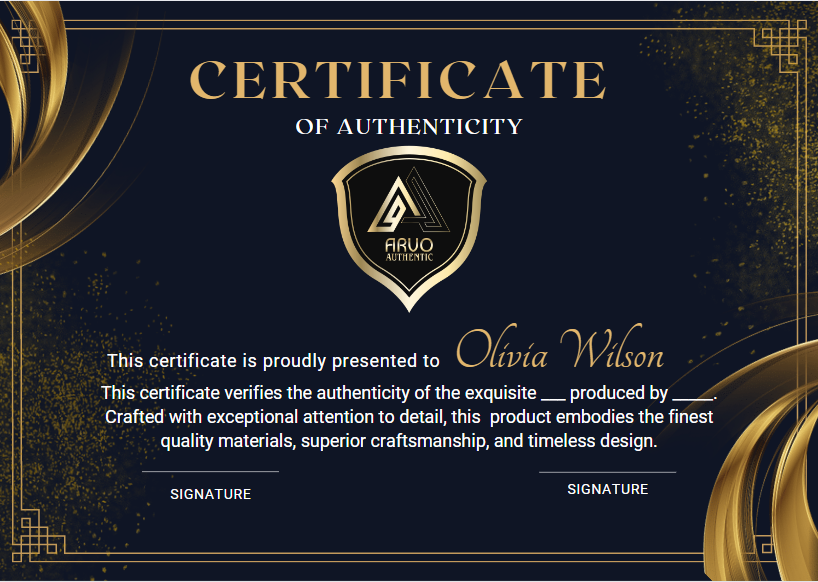 CERTIFICATE
OF AUTHENTICITY
ARVO
AUTHENTIC
This certificate is proudly presented to Olivia Wilson
This certificate verifies the authenticity of the exquisite ___ produced by _____.
Crafted with exceptional attention to detail, this  product embodies the finest
quality materials, superior craftsmanship, and timeless design.
SIGNATURE
SIGNATURE